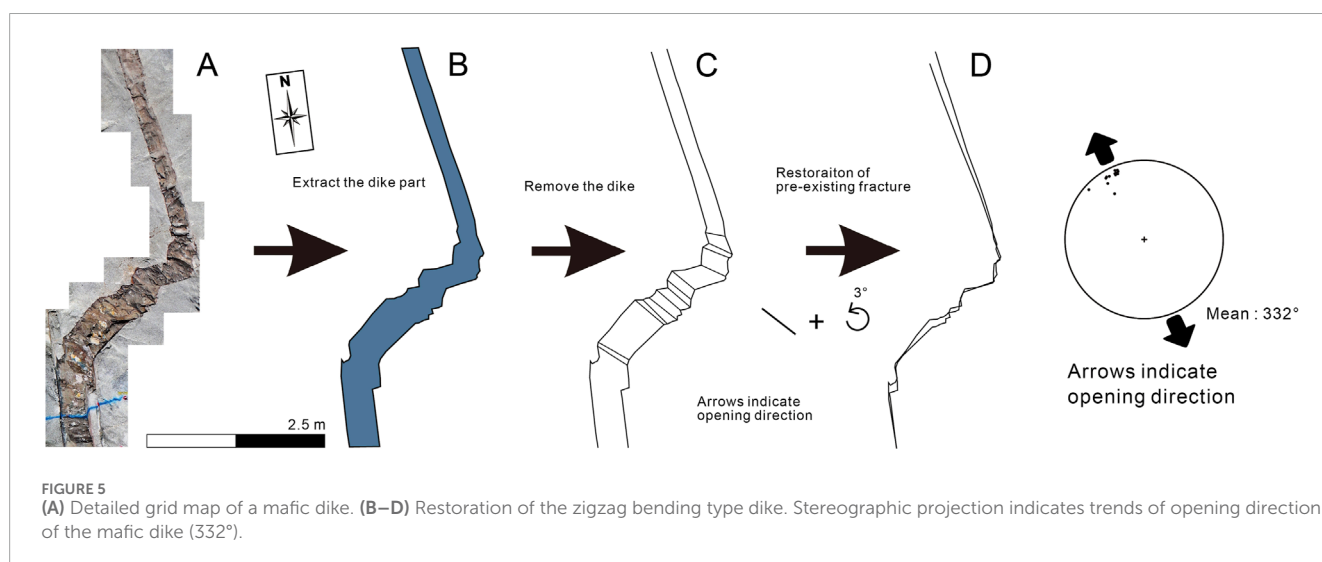 A
N
B
C
D
Extract the dike part
Remove the dike
Restoraiton of
pre-existing fracture
3°
+
Mean : 332°
Arrows indicate
opening direction
Arrows indicate
opening direction
2.5 m
FIGURE 5
(A) Detailed grid map of a mafic dike. (B–D) Restoration of the zigzag bending type dike. Stereographic projection indicates trends of opening direction
of the mafic dike (332°).